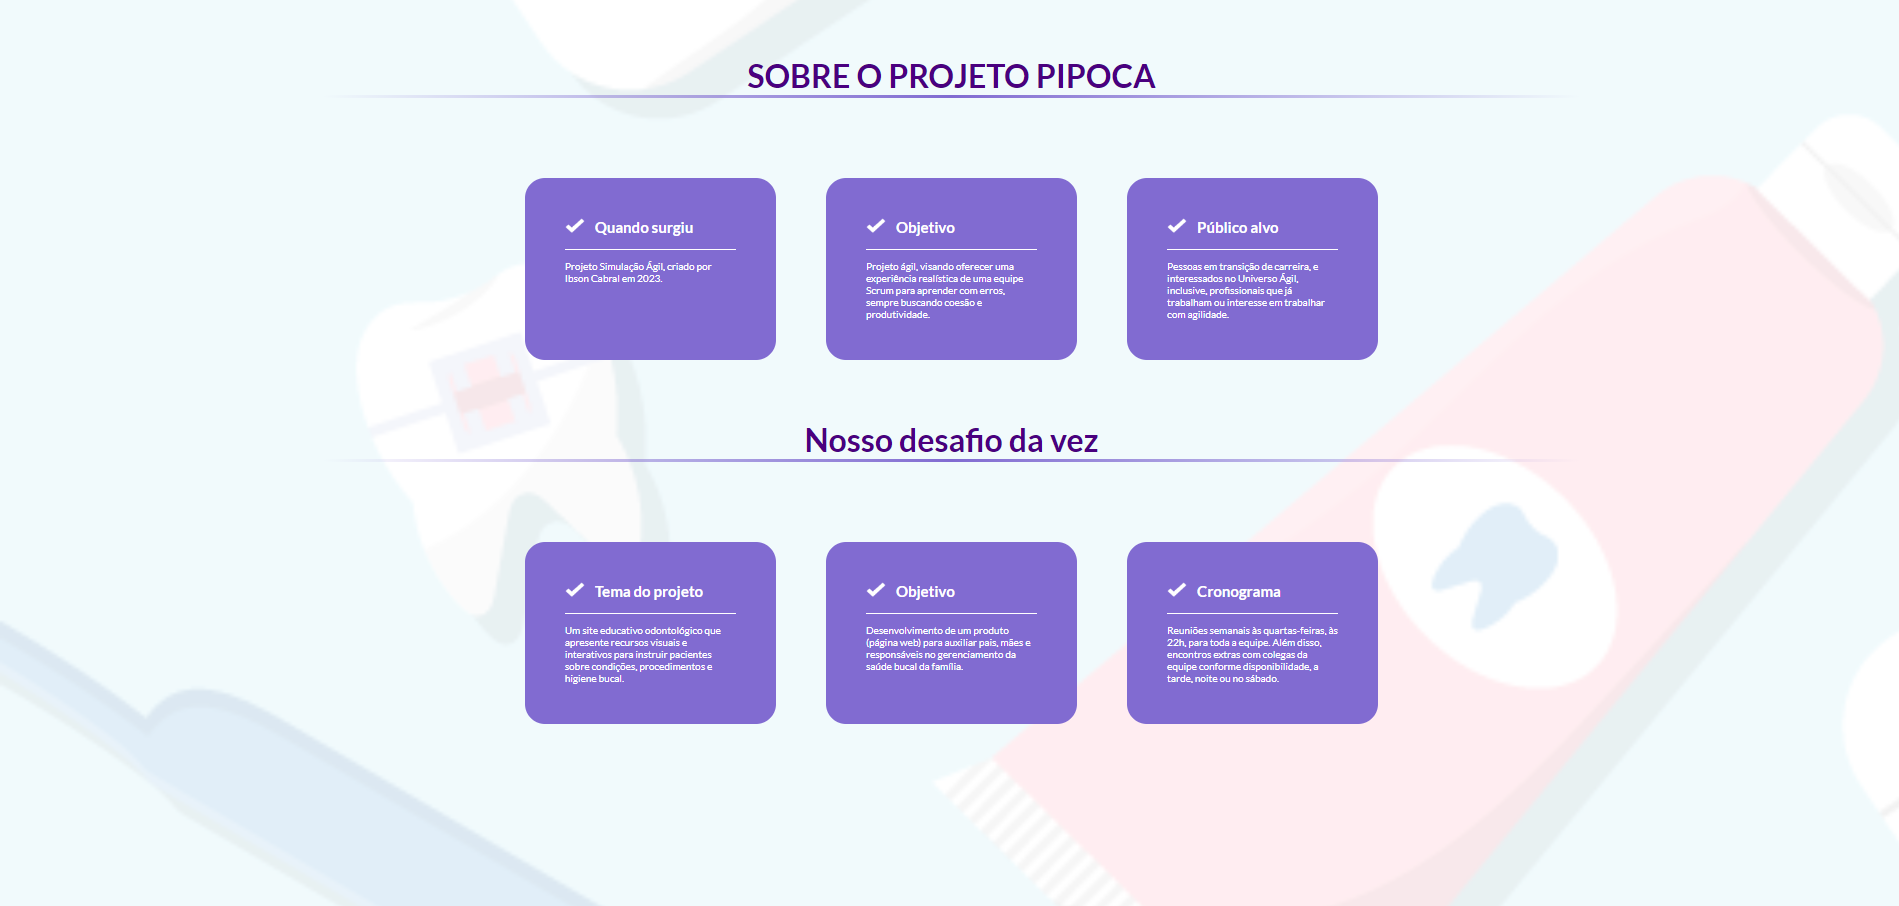 SOBRE O PROJETO PIPOCA
Quando surgiu
Projeto Simulação Ágil, criado por
Ibson Cabral em 2023.
Objetivo
Projeto ágil, visando oferecer uma
experiência realística de uma equipe
Scrum para aprender com erros,
sempre buscando coesão e
produtividade.
Público alvo
Pessoas em transição de carreira, e
interessados no Universo Ágil,
inclusive, profissionais que já
trabalham ou interesse em trabalhar
com agilidade.
Nosso desafio da vez
Tema do projeto
Um site educativo odontológico que
apresente recursos visuais e
interativos para instruir pacientes
sobre condições, procedimentos e
higiene bucal.
Objetivo
Desenvolvimento de um produto
(página web) para auxiliar pais, mães e
responsáveis no gerenciamento da
saúde bucal da família.
Cronograma
Reuniões semanais às quartas-feiras, às
22h, para toda a equipe. Além disso,
encontros extras com colegas da
equipe conforme disponibilidade, a
tarde, noite ou no sábado.